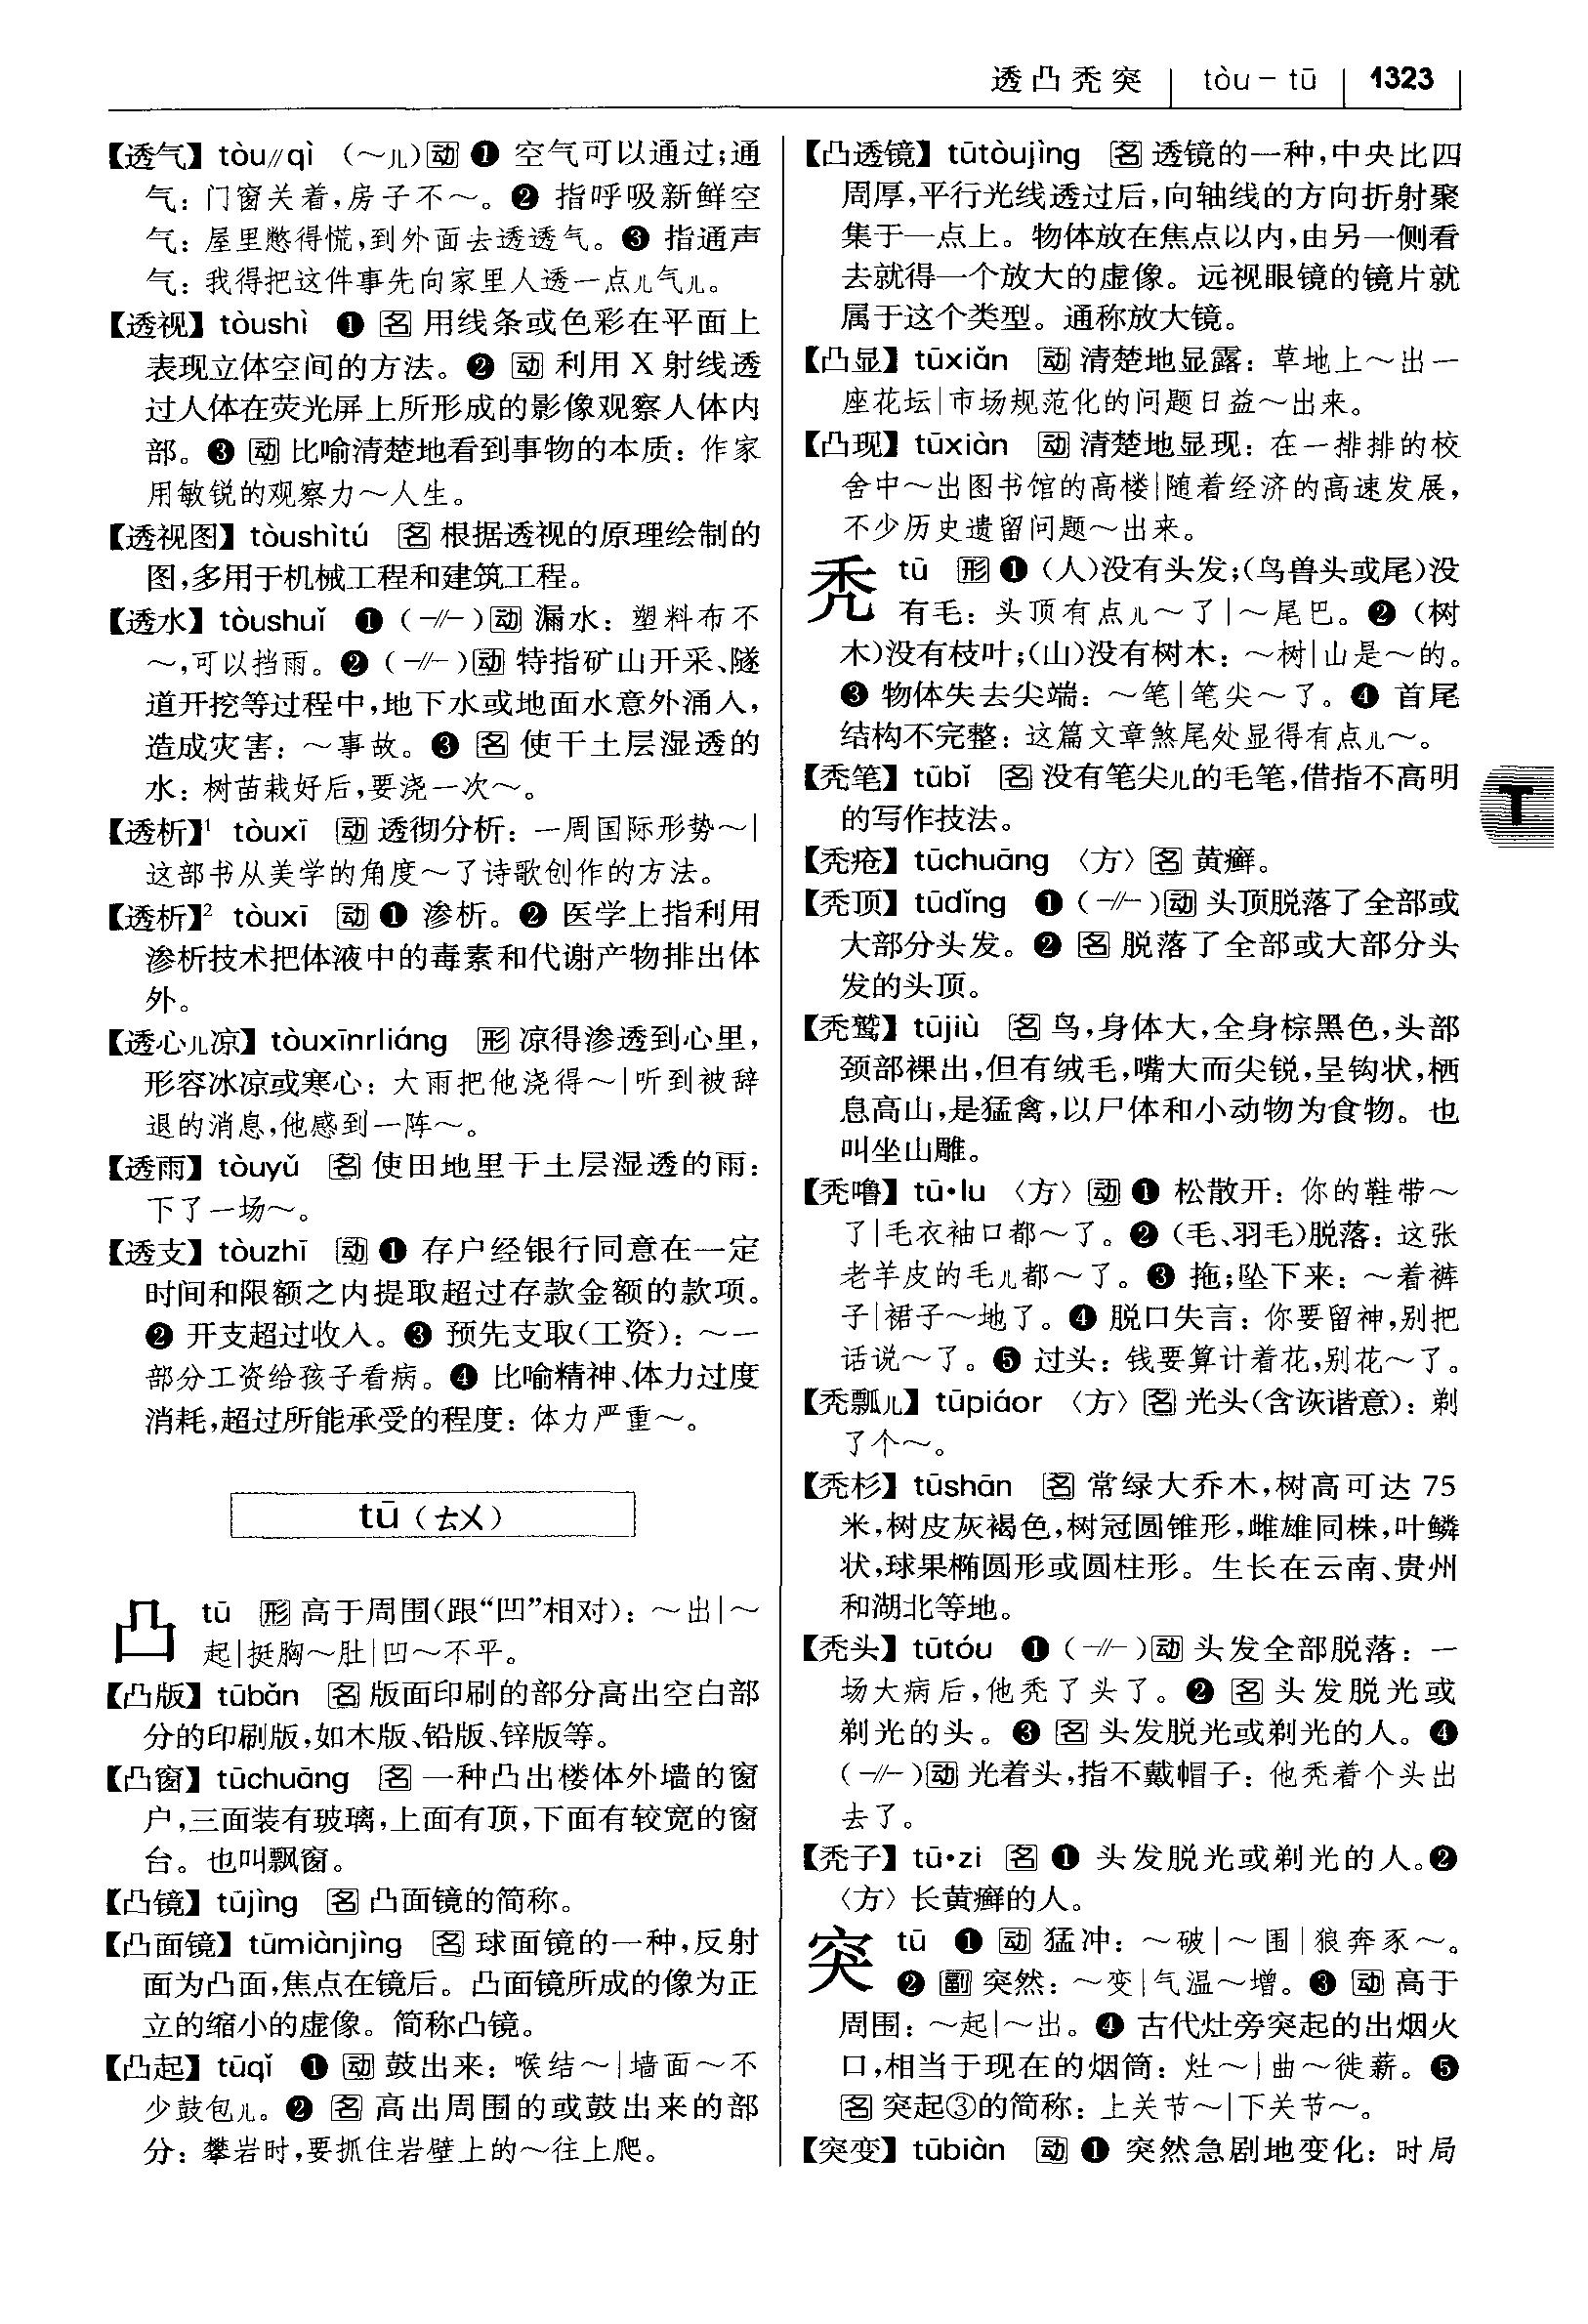 透凸秃突 tòu－tū 1323
【透气】tòu∥qì （～儿）动❶ 空气可以通过;通
气：门窗关着,房子不～。❷ 指呼吸新鲜空
气：屋里憋得慌,到外面去透透气。❸ 指通声
气：我得把这件事先向家里人透一点儿气儿。
【透视】tòushì ❶ 名 用线条或色彩在平面上
表现立体空间的方法。❷ 动 利用 X 射线透
过人体在荧光屏上所形成的影像观察人体内
部。❸ 动 比喻清楚地看到事物的本质：作家
用敏锐的观察力～人生。
【透视图】tòushìtú 名 根据透视的原理绘制的
图,多用于机械工程和建筑工程。
【透水】tòushuǐ ❶（-∥-）动 漏水：塑料布不
～,可以挡雨。❷（-∥-）动 特指矿山开采、隧
道开挖等过程中,地下水或地面水意外涌入,
造成灾害：～事故。❸ 名 使干土层湿透的
水：树苗栽好后,要浇一次～。
【透析】¹ tòuxī 动 透彻分析：一周国际形势～|
这部书从美学的角度～了诗歌创作的方法。
【透析】² tòuxī 动 ❶ 渗析。❷ 医学上指利用
渗析技术把体液中的毒素和代谢产物排出体
外。
【透心儿凉】tòuxīnrliáng 形 凉得渗透到心里,
形容冰凉或寒心：大雨把他浇得～|听到被辞
退的消息,他感到一阵～。
【透雨】tòuyǔ 名 使田地里干土层湿透的雨：
下了一场～。
【透支】tòuzhī 动 ❶ 存户经银行同意在一定
时间和限额之内提取超过存款金额的款项。
❷ 开支超过收入。❸ 预先支取(工资)：～一
部分工资给孩子看病。❹ 比喻精神、体力过度
消耗,超过所能承受的程度：体力严重～。
tū（ㄊㄨ）
凸 tū 形 高于周围(跟“凹”相对)：～出|～
起|挺胸～肚|凹～不平。
【凸版】tūbǎn 名 版面印刷的部分高出空白部
分的印刷版,如木版、铅版、锌版等。
【凸窗】tūchuāng 名 一种凸出楼体外墙的窗
户,三面装有玻璃,上面有顶,下面有较宽的窗
台。也叫飘窗。
【凸镜】tūjìng 名 凸面镜的简称。
【凸面镜】tūmiànjìng 名 球面镜的一种,反射
面为凸面,焦点在镜后。凸面镜所成的像为正
立的缩小的虚像。简称凸镜。
【凸起】tūqǐ ❶ 动 鼓出来：喉结～|墙面～不
少鼓包儿。❷ 名 高出周围的或鼓出来的部
分：攀岩时,要抓住岩壁上的～往上爬。
【凸透镜】tūtòujìng 名 透镜的一种,中央比四
周厚,平行光线透过后,向轴线的方向折射聚
集于一点上。物体放在焦点以内,由另一侧看
去就得一个放大的虚像。远视眼镜的镜片就
属于这个类型。通称放大镜。
【凸显】tūxiǎn 动 清楚地显露：草地上～出一
座花坛|市场规范化的问题日益～出来。
【凸现】tūxiàn 动 清楚地显现：在一排排的校
舍中～出图书馆的高楼|随着经济的高速发展,
不少历史遗留问题～出来。
秃 tū 形 ❶ (人)没有头发;(鸟兽头或尾)没
有毛：头顶有点儿～了|～尾巴。❷ (树
木)没有枝叶;(山)没有树木：～树|山是～的。
❸ 物体失去尖端：～笔|笔尖～了。❹ 首尾
结构不完整：这篇文章煞尾处显得有点儿～。
【秃笔】tūbǐ 名 没有笔尖儿的毛笔,借指不高明
的写作技法。
【秃疮】tūchuāng 〈方〉名 黄癣。
【秃顶】tūdǐng ❶（-∥-）动 头顶脱落了全部或
大部分头发。❷ 名 脱落了全部或大部分头
发的头顶。
【秃鹫】tūjiù 名 鸟,身体大,全身棕黑色,头部
颈部裸出,但有绒毛,嘴大而尖锐,呈钩状,栖
息高山,是猛禽,以尸体和小动物为食物。也
叫坐山雕。
【秃噜】tū•lu 〈方〉动 ❶ 松散开：你的鞋带～
了|毛衣袖口都～了。❷ (毛、羽毛)脱落：这张
老羊皮的毛儿都～了。❸ 拖;坠下来：～着裤
子|裙子～地了。❹ 脱口失言：你要留神,别把
话说～了。❺ 过头：钱要算计着花,别花～了。
【秃瓢儿】tūpiáor 〈方〉名 光头(含诙谐意)：剃
了个～。
【秃杉】tūshān 名 常绿大乔木,树高可达 75
米,树皮灰褐色,树冠圆锥形,雌雄同株,叶鳞
状,球果椭圆形或圆柱形。生长在云南、贵州
和湖北等地。
【秃头】tūtóu ❶（-∥-）动 头发全部脱落：一
场大病后,他秃了头了。❷ 名 头发脱光或
剃光的头。❸ 名 头发脱光或剃光的人。❹
（-∥-）动 光着头,指不戴帽子：他秃着个头出
去了。
【秃子】tū•zi 名 ❶ 头发脱光或剃光的人。❷
〈方〉长黄癣的人。
突 tū ❶ 动 猛冲：～破|～围|狼奔豕～。
❷ 副 突然：～变|气温～增。❸ 动 高于
周围：～起|～出。❹ 古代灶旁突起的出烟火
口,相当于现在的烟筒：灶～|曲～徙薪。❺
名 突起③的简称：上关节～|下关节～。
【突变】tūbiàn 动 ❶ 突然急剧地变化：时局
T